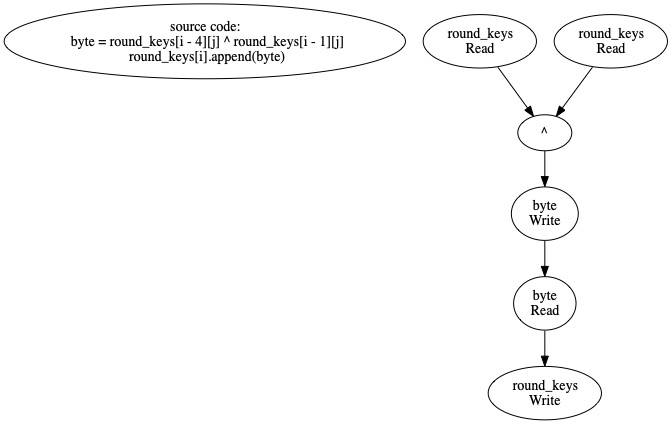 source code:
byte = round_keys[i - 4][j] ^ round_keys[i - 1][j]
round_keys[i].append(byte)
round_keys
Read
round_keys
Read
^
byte
Write
byte
Read
round_keys
Write